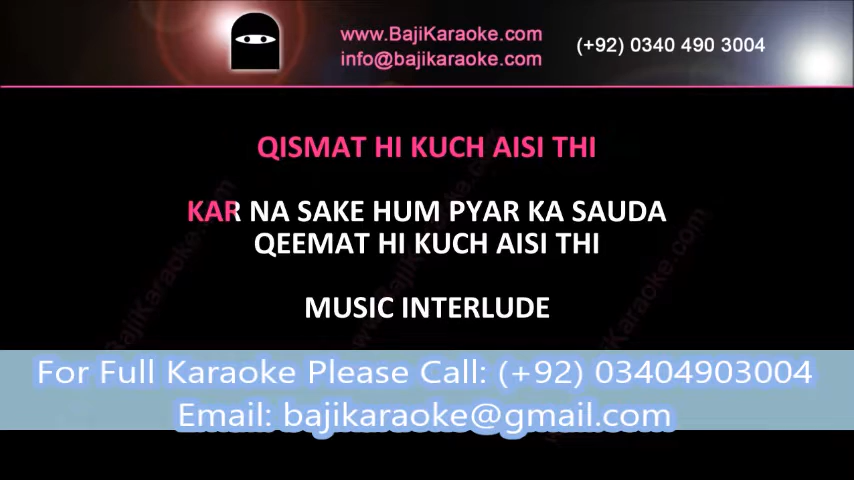 www.BajiKaraoke.com
info@bajikaraoke.com
(+92) 0340 490 3004
QISMAT HI KUCH AISI THI
KAR NA SAKE HUM PYAR KA SAUDA
QEEMAT HI KUCH AISI THI
MUSIC INTERLUDE
For Full Karaoke Please Call: (+92) 03404903004
Email: bajikaraoke@gmail.com